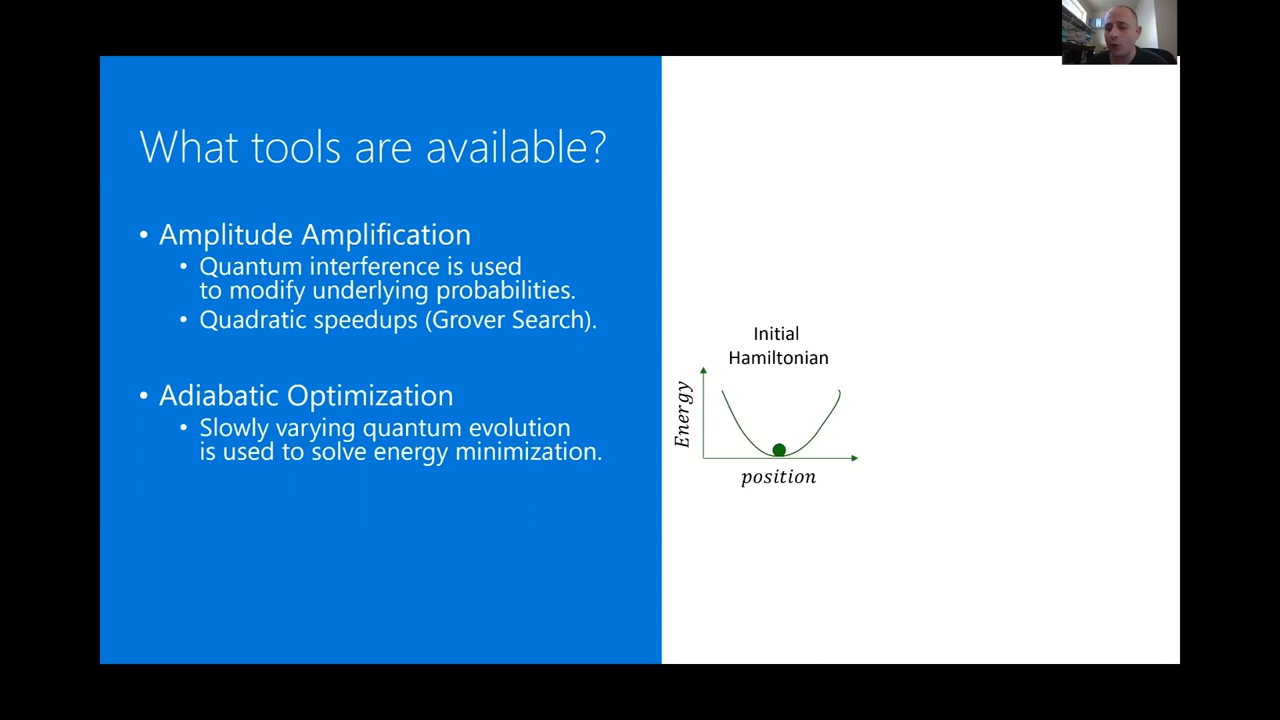 What tools are available?
• Amplitude Amplification
• Quantum interference is used
to modify underlying probabilities.
• Quadratic speedups (Grover Search).
• Adiabatic Optimization
• Slowly varying quantum evolution
is used to solve energy minimization.
Initial
Hamiltonian
Energy
position